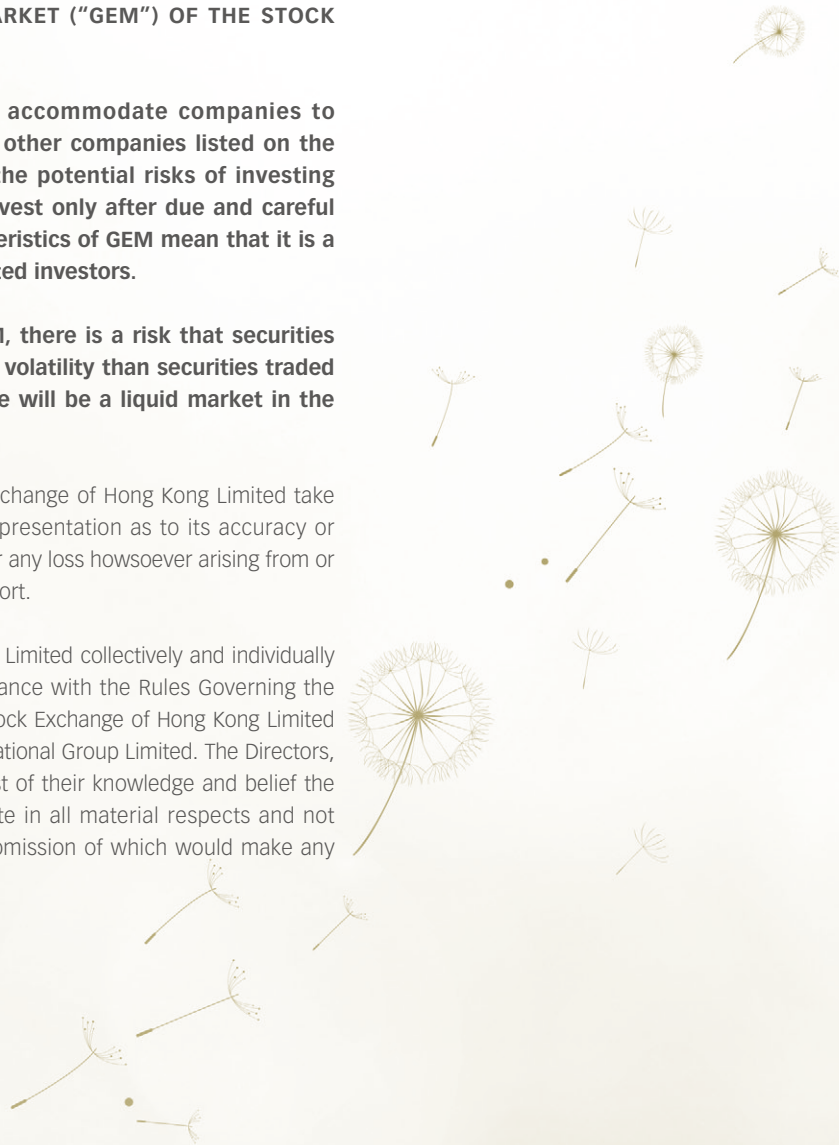 ARKET (“GEM”) OF THE STOCK
accommodate companies to
other companies listed on the
the potential risks of investing
vest only after due and careful
eristics of GEM mean that it is a
ted investors.
, there is a risk that securities
volatility than securities traded
e will be a liquid market in the
change of Hong Kong Limited take
presentation as to its accuracy or
r any loss howsoever arising from or
ort.
Limited collectively and individually
ance with the Rules Governing the
ock Exchange of Hong Kong Limited
ational Group Limited. The Directors,
st of their knowledge and belief the
te in all material respects and not
omission of which would make any